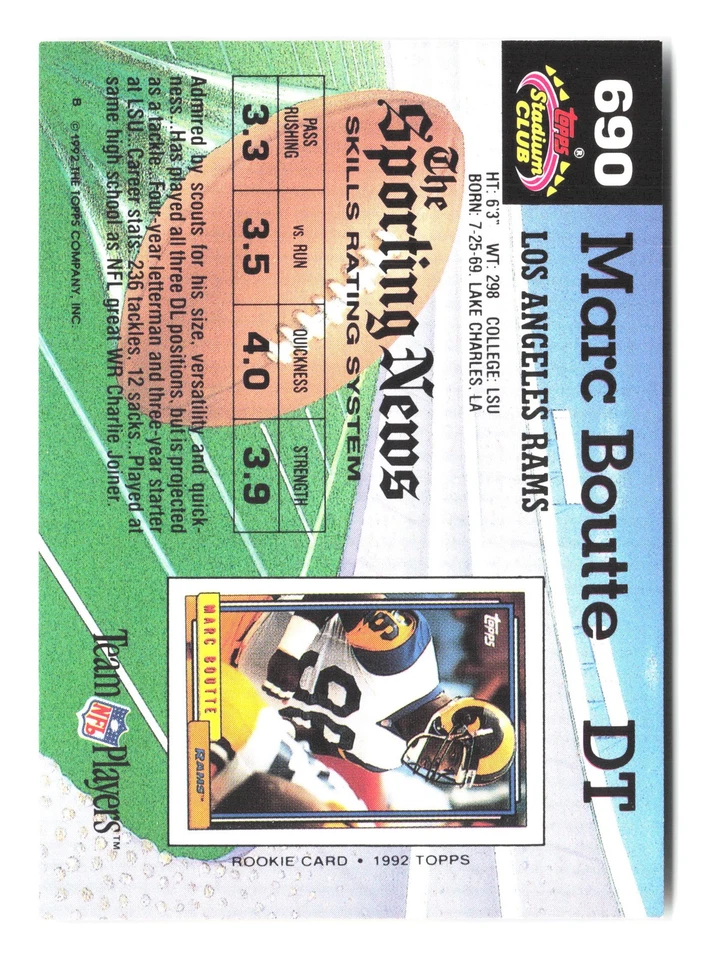 690
Marc Boutte DT
Topps®
Stadium
CLUB
LOS ANGELES RAMS
HT: 6'3" WT: 298 COLLEGE: LSU
BORN: 7-25-69, LAKE CHARLES, LA
The
Sporting News
SKILLS RATING SYSTEM
PASS RUSHING vs. RUN QUICKNESS STRENGTH
3.3 3.5 4.0 3.9
Admired by scouts for his size, versatility and quick-
ness. Has played all three DL positions, but is projected
as a tackle. Four-year letterman and three-year starter
at LSU. Career stats: 236 tackles, 12 sacks. Played at
same high school as NFL great WR Charlie Joiner.
B © 1992 THE TOPPS COMPANY, INC.
Topps
98
MARC BOUTTE
RAMS™
ROOKIE CARD • 1992 TOPPS
Team NFL Players™